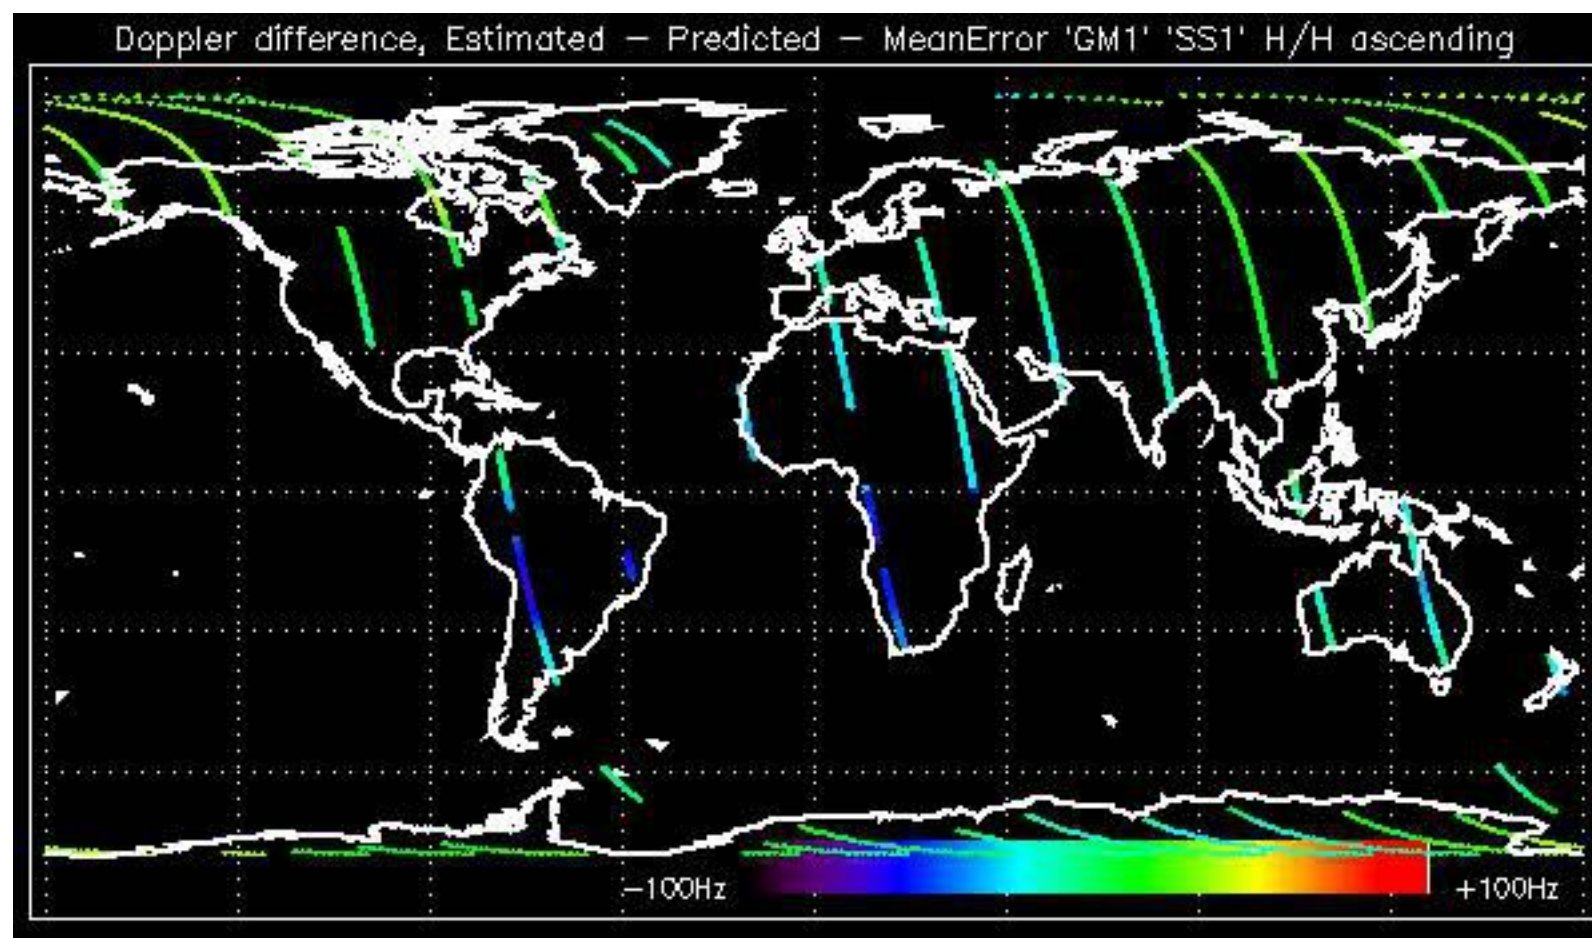 Doppler difference, Estimated — Predicted — MeanError 'GM1' 'SS1' H/H ascending
−100Hz
+100Hz